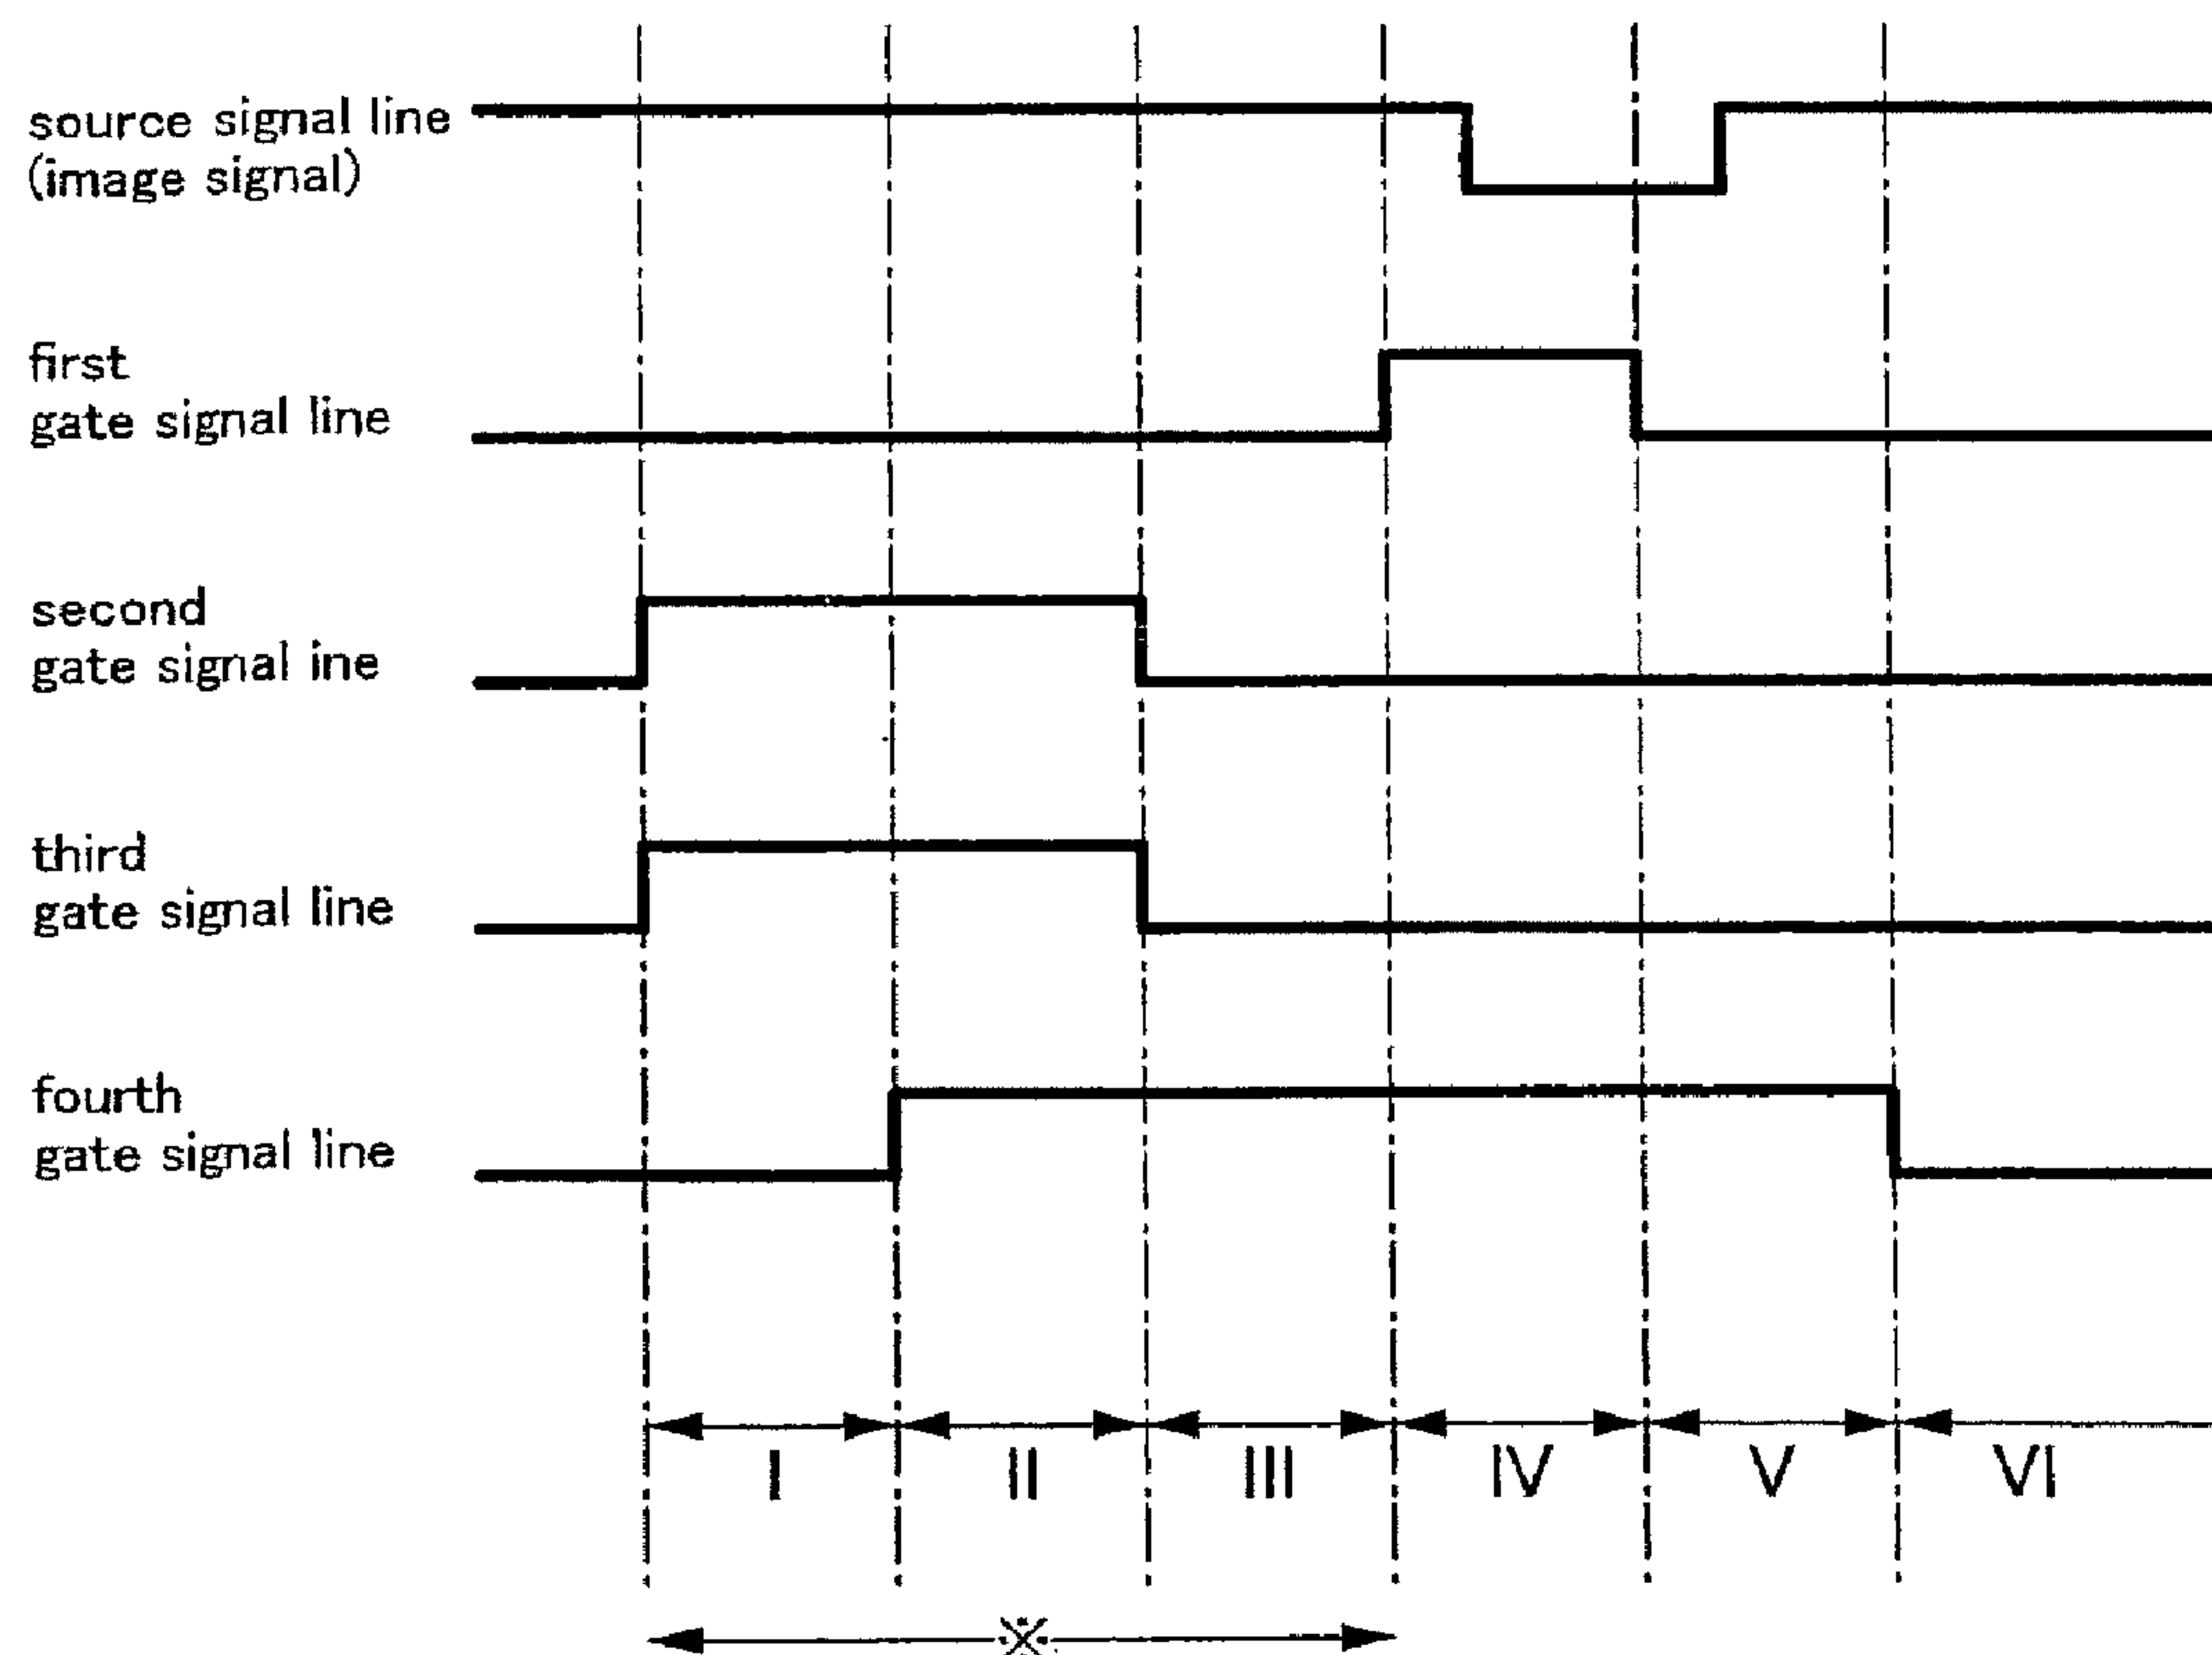 source signal line
(image signal)
first
gate signal line
second
gate signal ine
third
gate signal line
fourth
gate signal line
I II III IV V VI
※